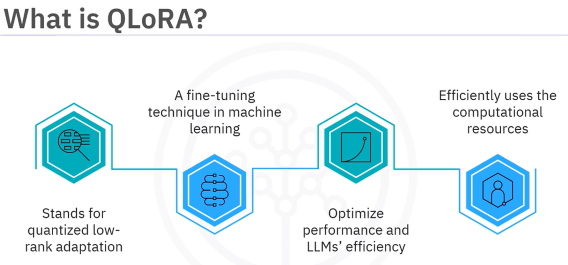 What is QLoRA?
Stands for
quantized low-
rank adaptation
A fine-tuning
technique in machine
learning
Optimize
performance and
LLMs' efficiency
Efficiently uses the
computational
resources